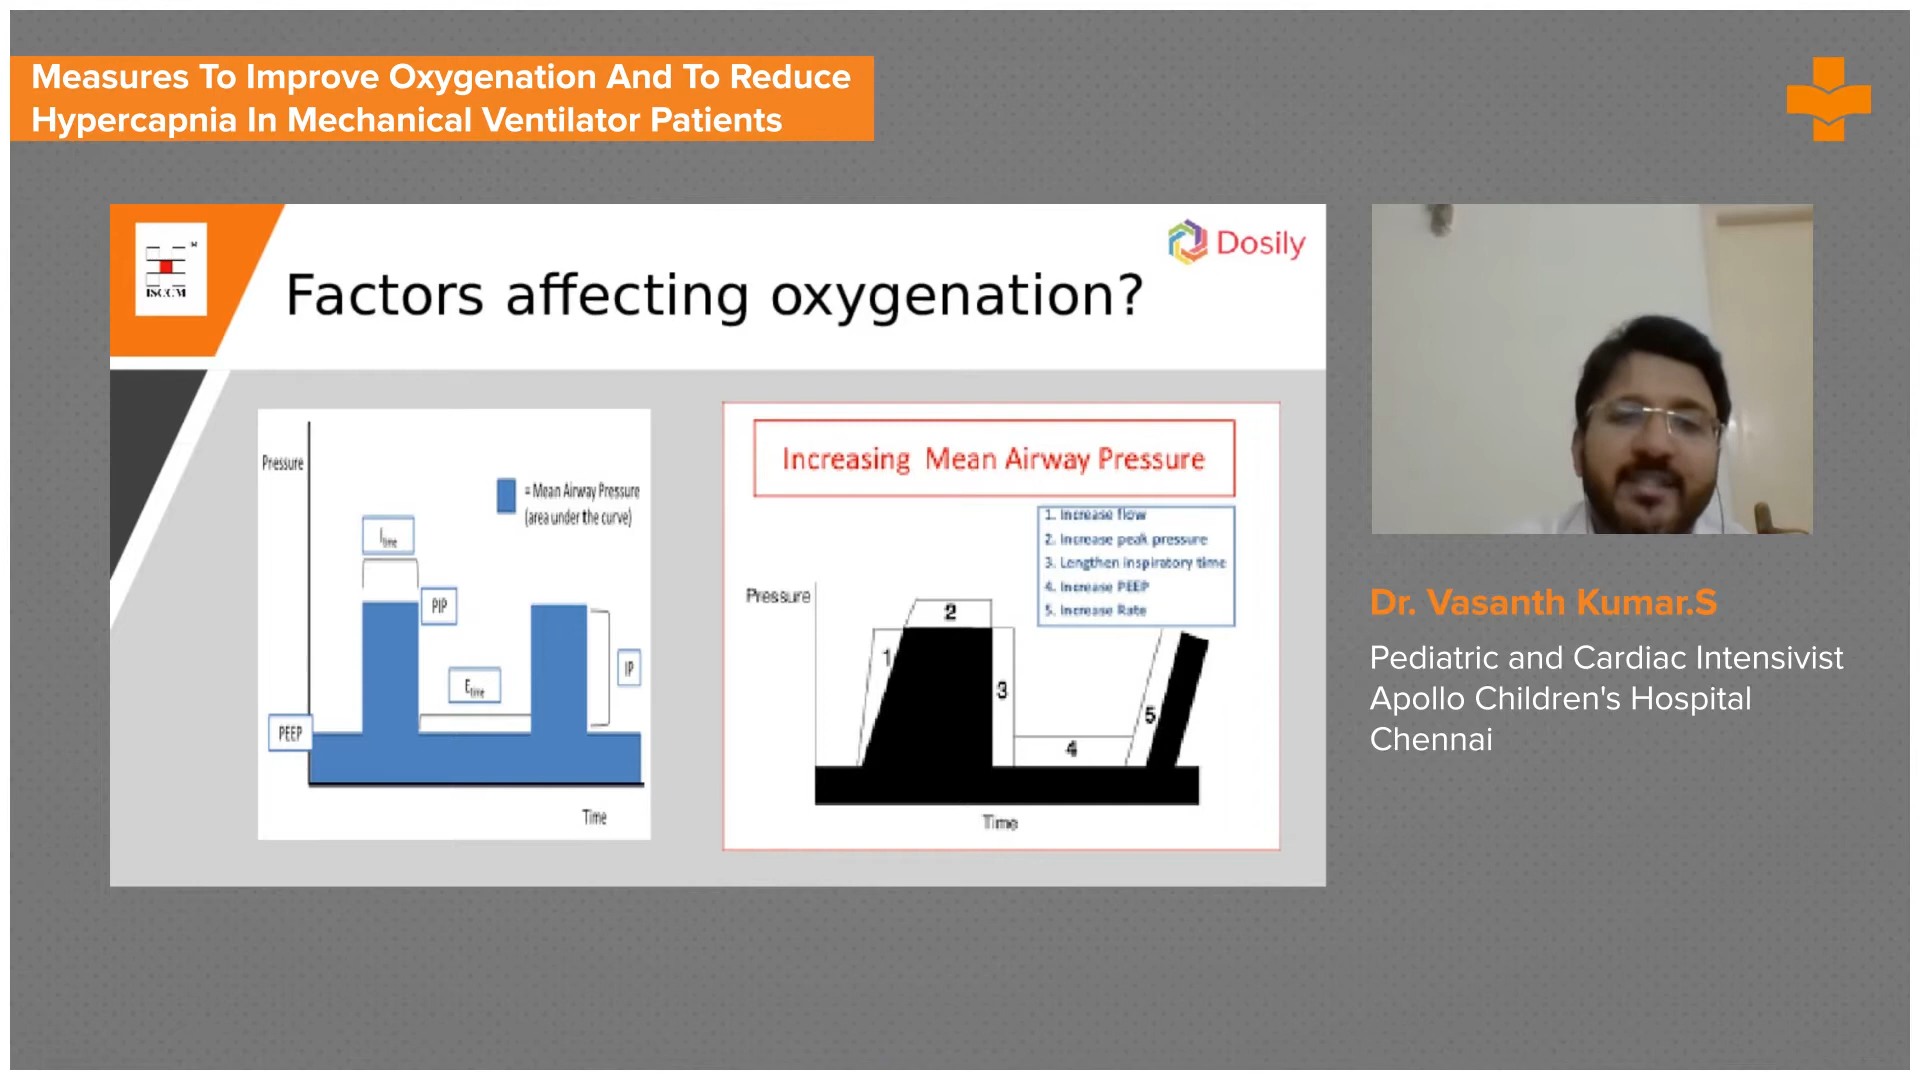 Measures To Improve Oxygenation And To Reduce
Hypercapnia In Mechanical Ventilator Patients
ISCCM
Dosily
Factors affecting oxygenation?
Pressure
= Mean Airway Pressure
(area under the curve)
Itime
PIP
Etime
IP
PEEP
Time
Increasing Mean Airway Pressure
1. Increase flow
2. Increase peak pressure
3. Lengthen inspiratory time
4. Increase PEEP
5. Increase Rate
Pressure
1
2
3
4
5
Time
Dr. Vasanth Kumar.S
Pediatric and Cardiac Intensivist
Apollo Children's Hospital
Chennai